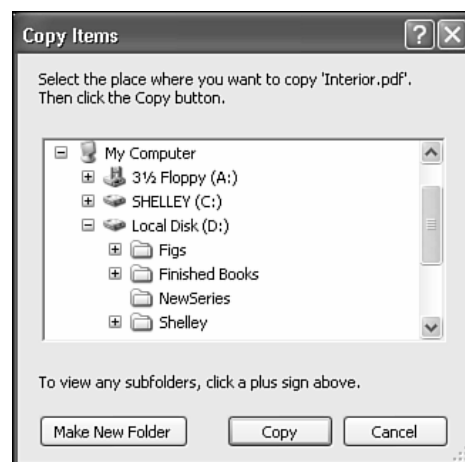 Copy Items
Select the place where you want to copy 'Interior.pdf'.
Then click the Copy button.
My Computer
3½ Floppy (A:)
SHELLEY (C:)
Local Disk (D:)
Figs
Finished Books
NewSeries
Shelley
To view any subfolders, click a plus sign above.
Make New Folder Copy Cancel